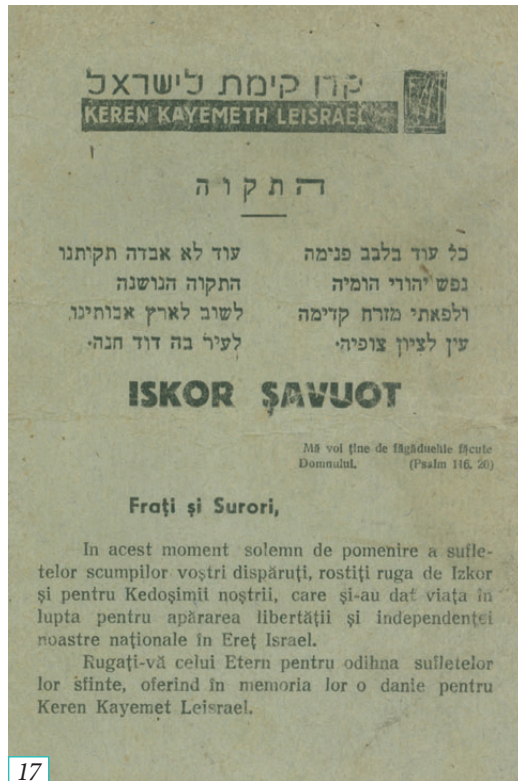 קרן קימת לישראל
KEREN KAYEMETH LEISRAEL
התקוה
כל עוד בלבב פנימה
נפש יהודי הומיה
ולפאתי מזרח קדימה
עין לציון צופיה.
עוד לא אבדה תקיתנו
התקוה הנושנה
לשוב לארץ אבותינו,
לעיר בה דוד חנה.
ISKOR ŞAVUOT
Mă voi ţine de făgăduelile făcute
Domnului. (Psalm 116, 20)
Fraţi şi Surori,
In acest moment solemn de pomenire a sufle-
telor scumpilor voştri dispăruţi, rostiţi ruga de Izkor
şi pentru Kedoşimii noştrii, care şi-au dat viaţa în
lupta pentru apărarea libertăţii şi independenţei
noastre naţionale în Ereţ Israel.
Rugaţi-vă celui Etern pentru odihna sufletelor
lor sfinte, oferind în memoria lor o danie pentru
Keren Kayemet Leisrael.
17